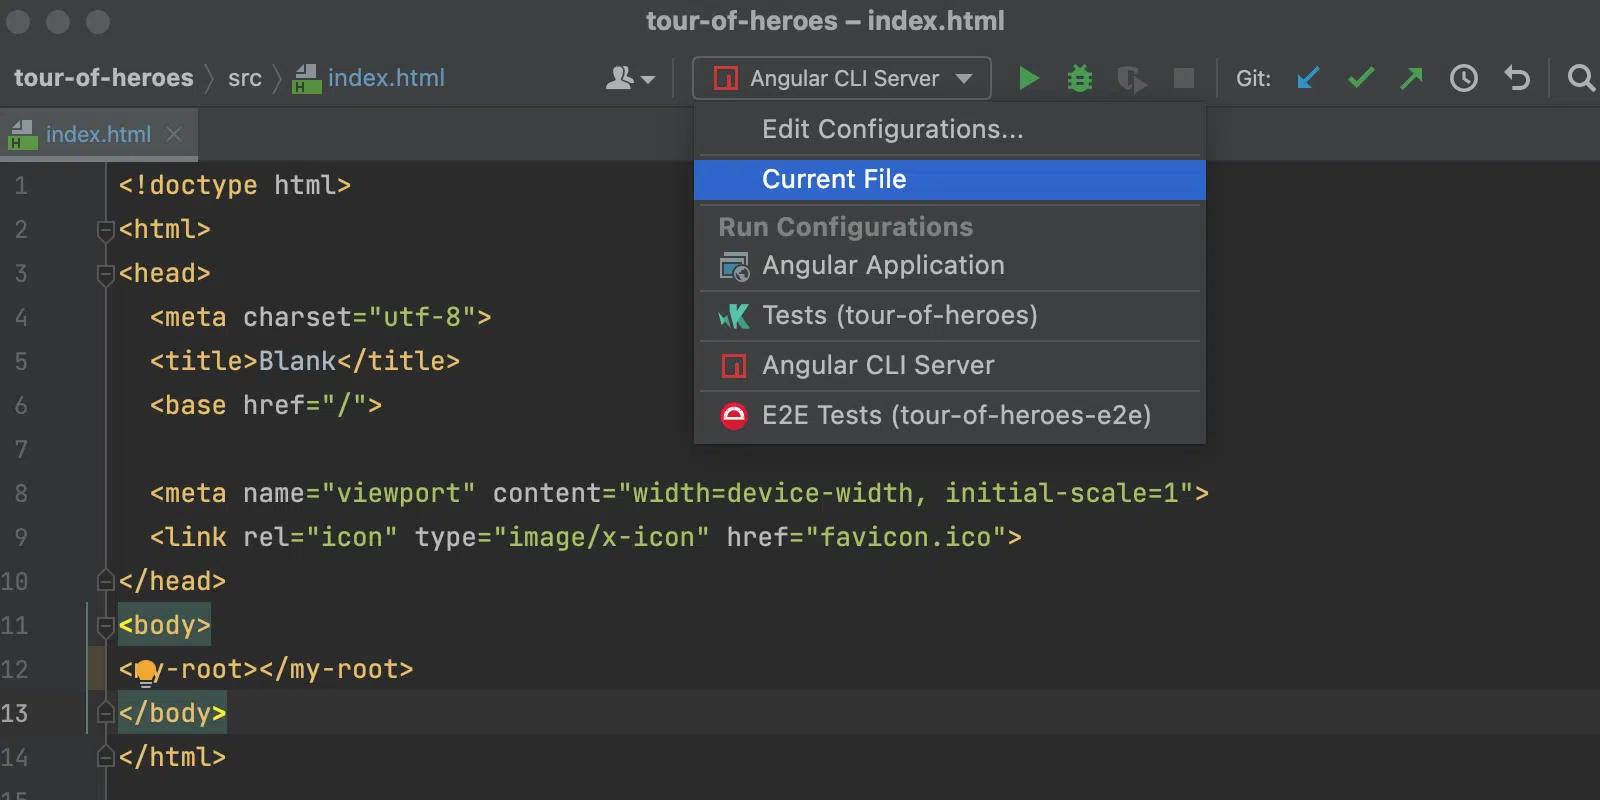 tour-of-heroes – index.html
tour-of-heroes src index.html
Angular CLI Server
Git:
index.html
Edit Configurations...
Current File
Run Configurations
Angular Application
Tests (tour-of-heroes)
Angular CLI Server
E2E Tests (tour-of-heroes-e2e)
1 <!doctype html>
2 <html>
3 <head>
4 <meta charset="utf-8">
5 <title>Blank</title>
6 <base href="/">
7
8 <meta name="viewport" content="width=device-width, initial-scale=1">
9 <link rel="icon" type="image/x-icon" href="favicon.ico">
10 </head>
11 <body>
12 <my-root></my-root>
13 </body>
14 </html>
15